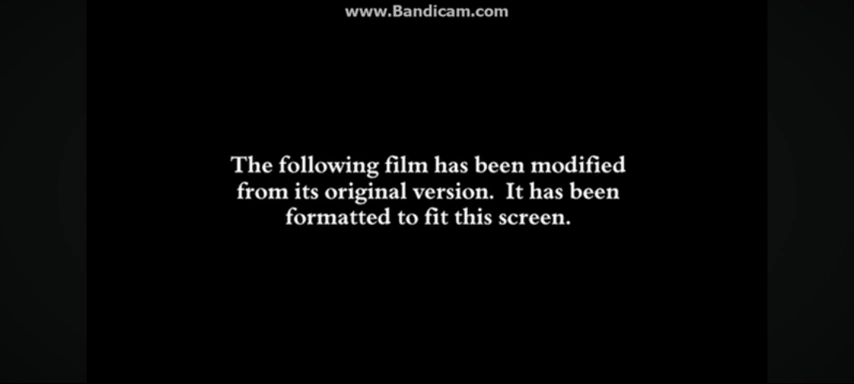 www.Bandicam.com
The following film has been modified
from its original version.  It has been
formatted to fit this screen.